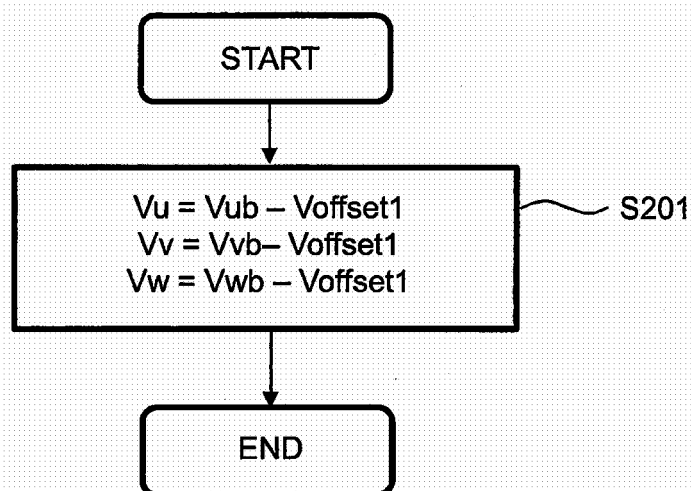 START
Vu = Vub – Voffset1
Vv = Vvb– Voffset1
Vw = Vwb – Voffset1
S201
END